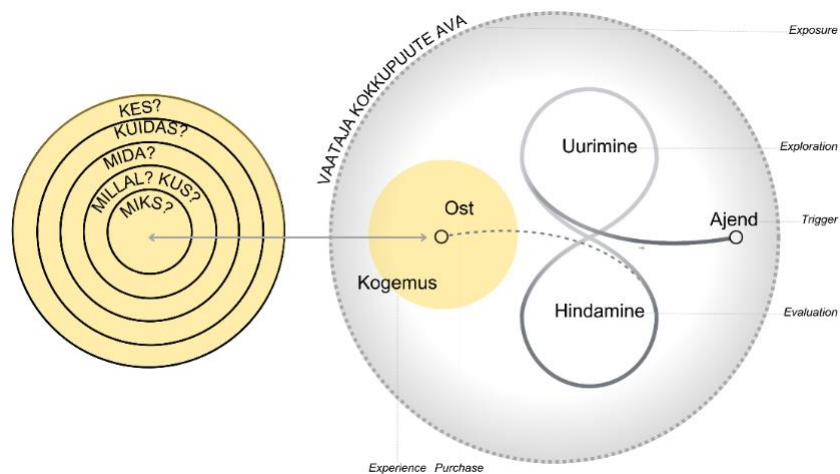 KES?
KUIDAS?
MIDA?
MILLAL? KUS?
MIKS?
VAATAJA KOKKUPUUTE AVA
Exposure
Uurimine
Exploration
Ost
Ajend
Trigger
Kogemus
Hindamine
Evaluation
Experience Purchase